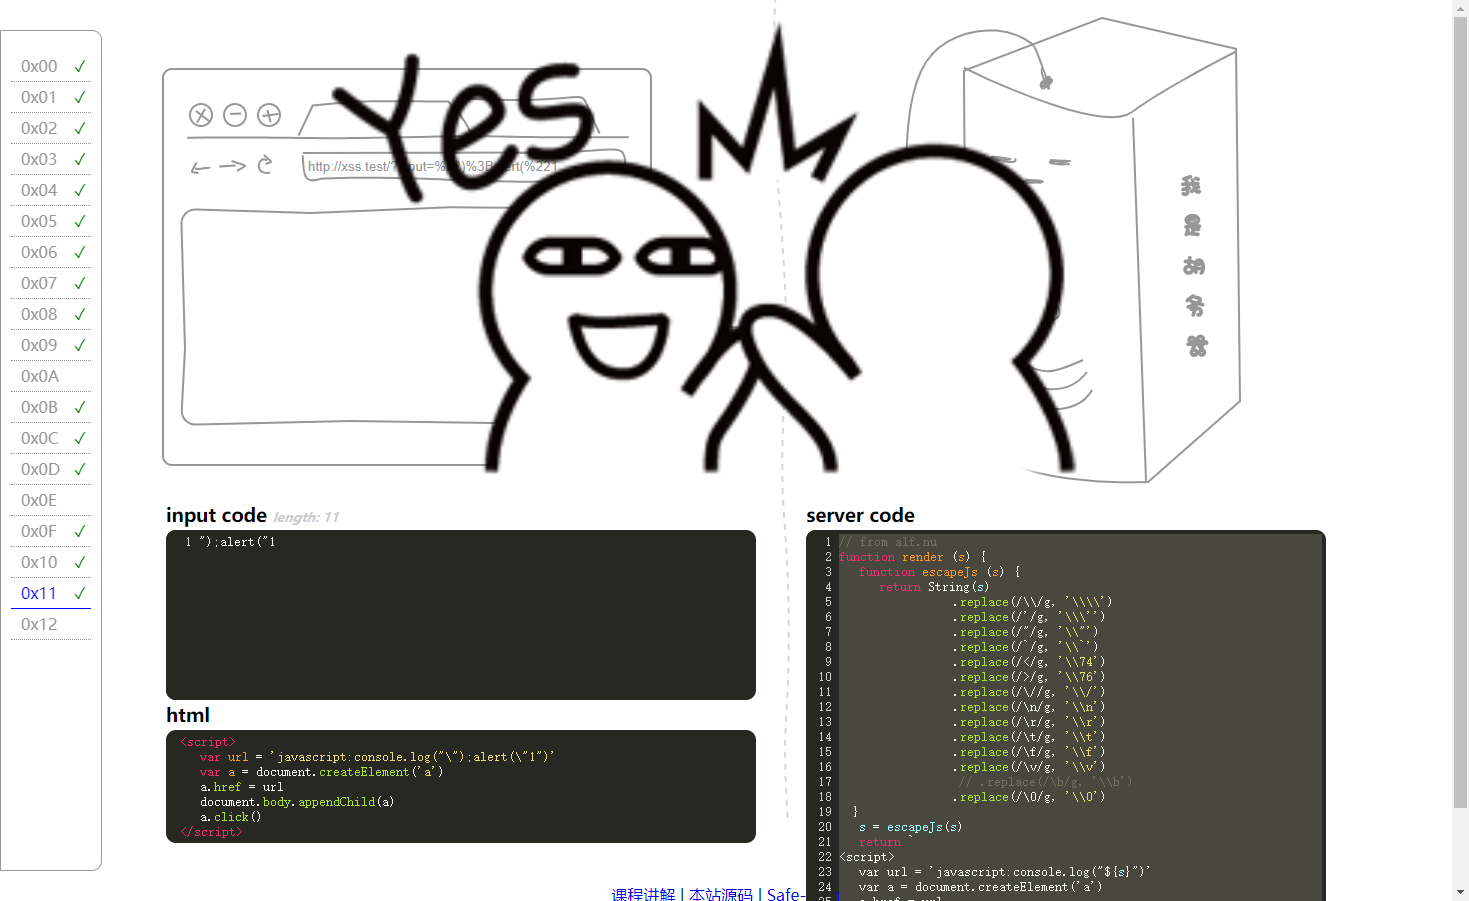 0x00 ✓
0x01 ✓
0x02 ✓
0x03 ✓
0x04 ✓
0x05 ✓
0x06 ✓
0x07 ✓
0x08 ✓
0x09 ✓
0x0A
0x0B ✓
0x0C ✓
0x0D ✓
0x0E
0x0F ✓
0x10 ✓
0x11 ✓
0x12
Yes
http://xss.test/?
我
是
胡
爷
爷
input code length: 11
1 ");alert("1
html
<script>
var url = 'javascript:console.log("\");alert(\"1")'
var a = document.createElement('a')
a.href = url
document.body.appendChild(a)
a.click()
</script>
server code
1 // from alf.nu
2 function render (s) {
3 function escapeJs (s) {
4 return String(s)
5 .replace(/\\/g, '\\\\')
6 .replace(/'/g, '\\\'')
7 .replace(/"/g, '\\"')
8 .replace(/`/g, '\\`')
9 .replace(/</g, '\\74')
10 .replace(/>/g, '\\76')
11 .replace(/\//g, '\\/')
12 .replace(/\n/g, '\\n')
13 .replace(/\r/g, '\\r')
14 .replace(/\t/g, '\\t')
15 .replace(/\f/g, '\\f')
16 .replace(/\v/g, '\\v')
17 // .replace(/\b/g, '\\b')
18 .replace(/\0/g, '\\0')
19 }
20 s = escapeJs(s)
21 return `
22 <script>
23 var url = 'javascript:console.log("${s}")'
24 var a = document.createElement('a')
课程讲解 | 本站源码 | Safe-